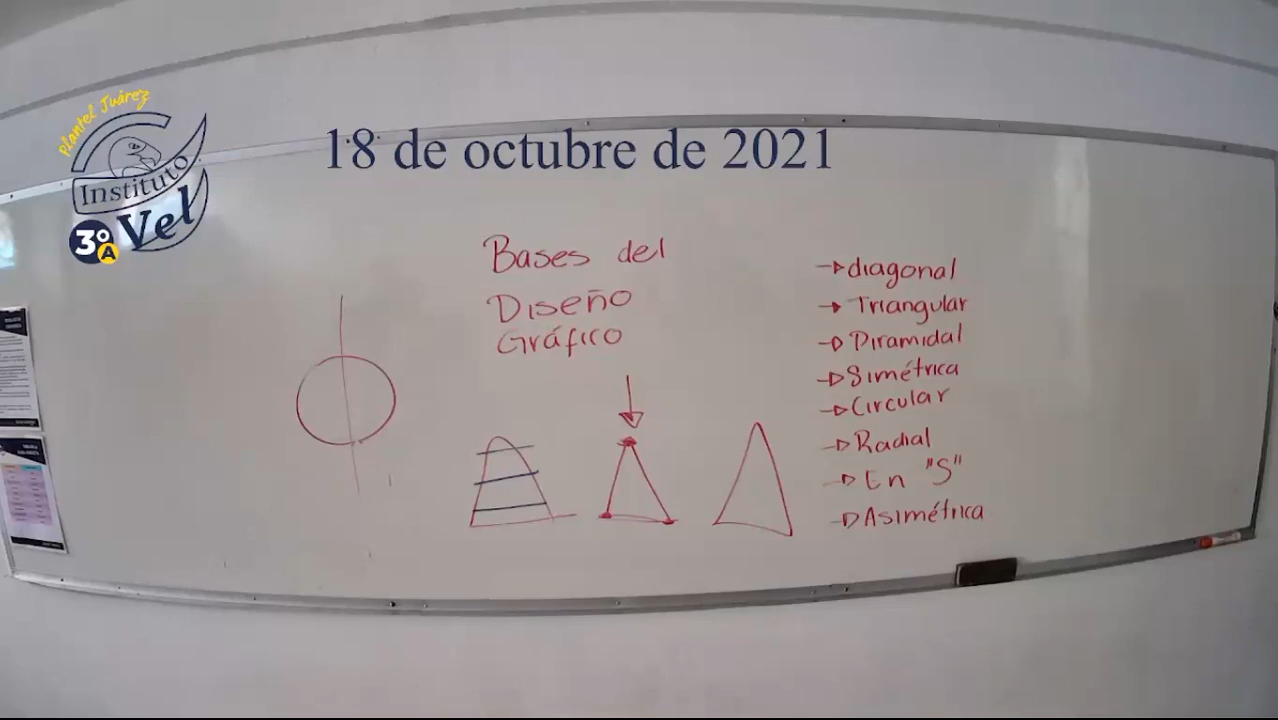 Plantel Juárez
Instituto
Vel
3º
A
18 de octubre de 2021
Bases del
Diseño
Gráfico
diagonal
Triangular
Piramidal
Simétrica
Circular
Radial
En "S"
Asimétrica